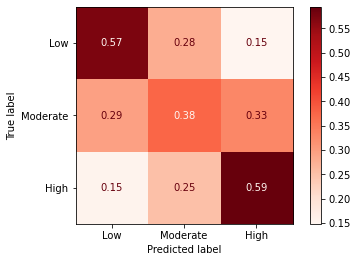 True label
Low
0.57 0.28 0.15
Moderate
0.29 0.38 0.33
High
0.15 0.25 0.59
Low Moderate High
Predicted label
0.55
0.50
0.45
0.40
0.35
0.30
0.25
0.20
0.15